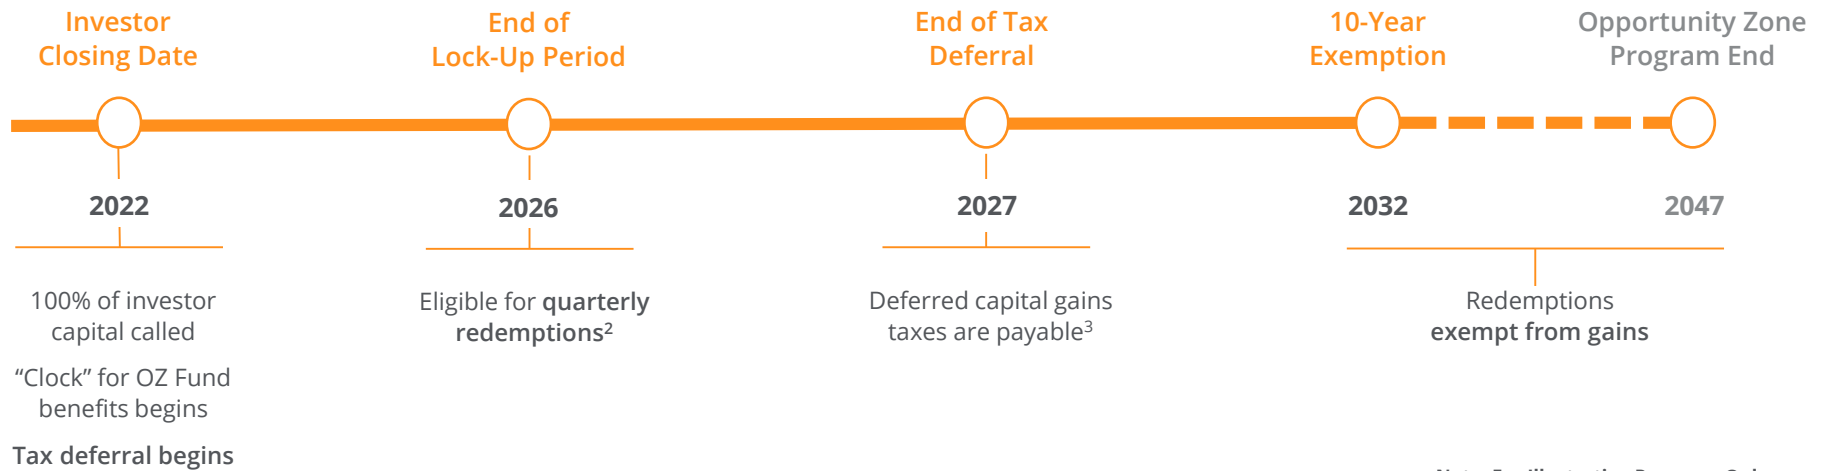 Investor
Closing Date
End of
Lock-Up Period
End of Tax
Deferral
10-Year
Exemption
Opportunity Zone
Program End
2022
2026
2027
2032
2047
100% of investor
capital called
“Clock” for OZ Fund
benefits begins
Tax deferral begins
Eligible for quarterly
redemptions2
Deferred capital gains
taxes are payable3
Redemptions
exempt from gains